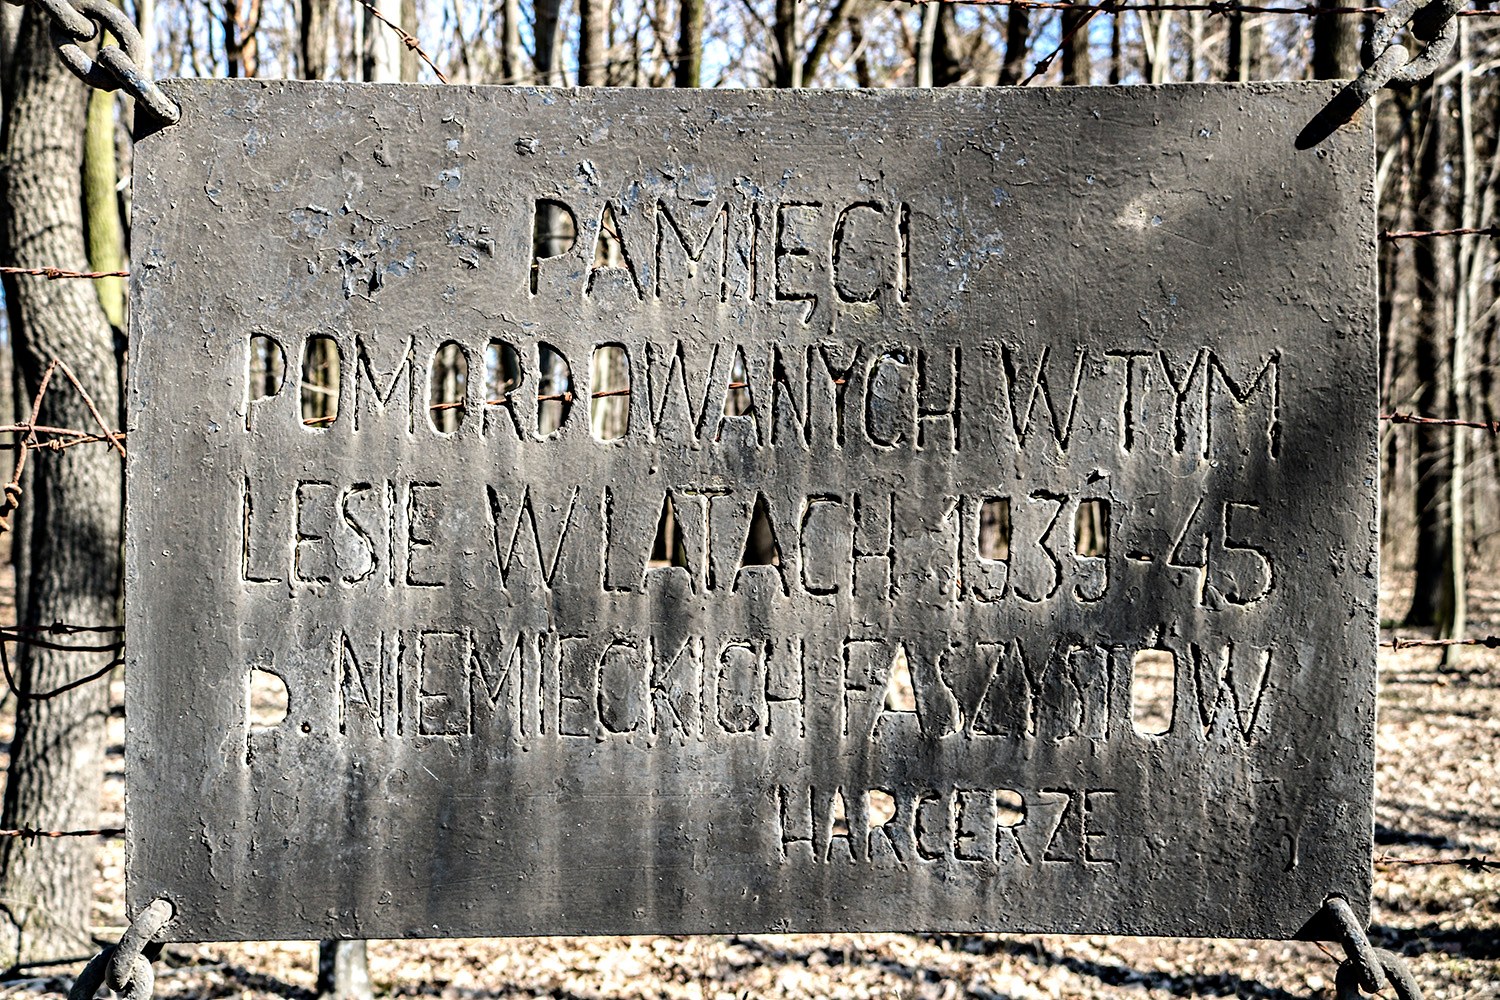 PAMIĘCI
POMORDOWANYCH W TYM
LESIE W LATACH 1939-45
P. NIEMIECKICH FASZYSTÓW
HARCERZE